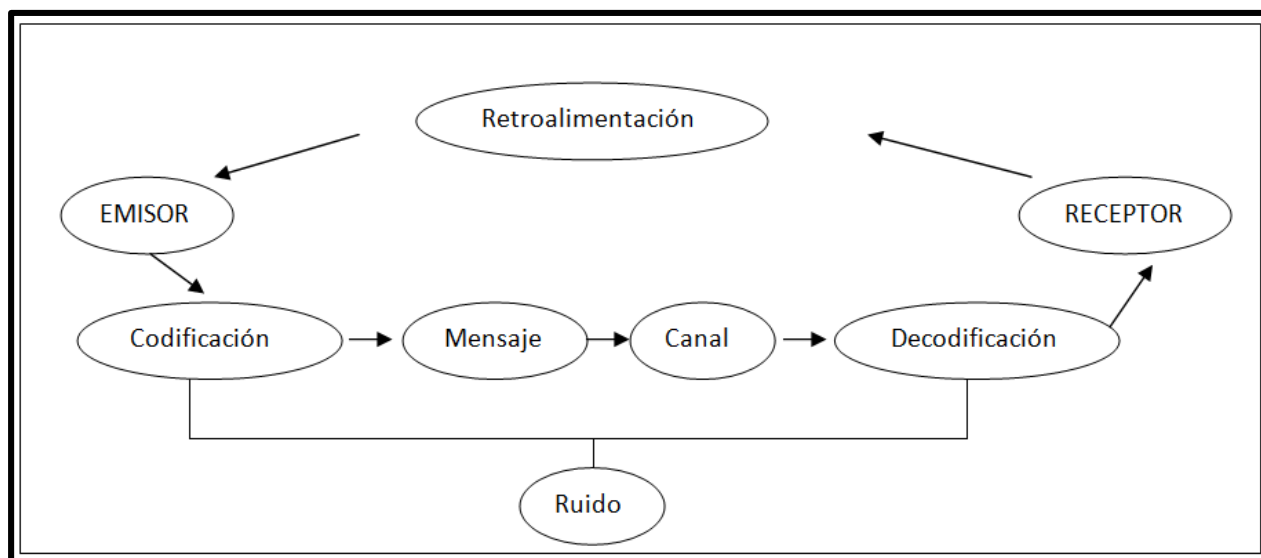 Retroalimentación
EMISOR
RECEPTOR
Codificación
Mensaje
Canal
Decodificación
Ruido